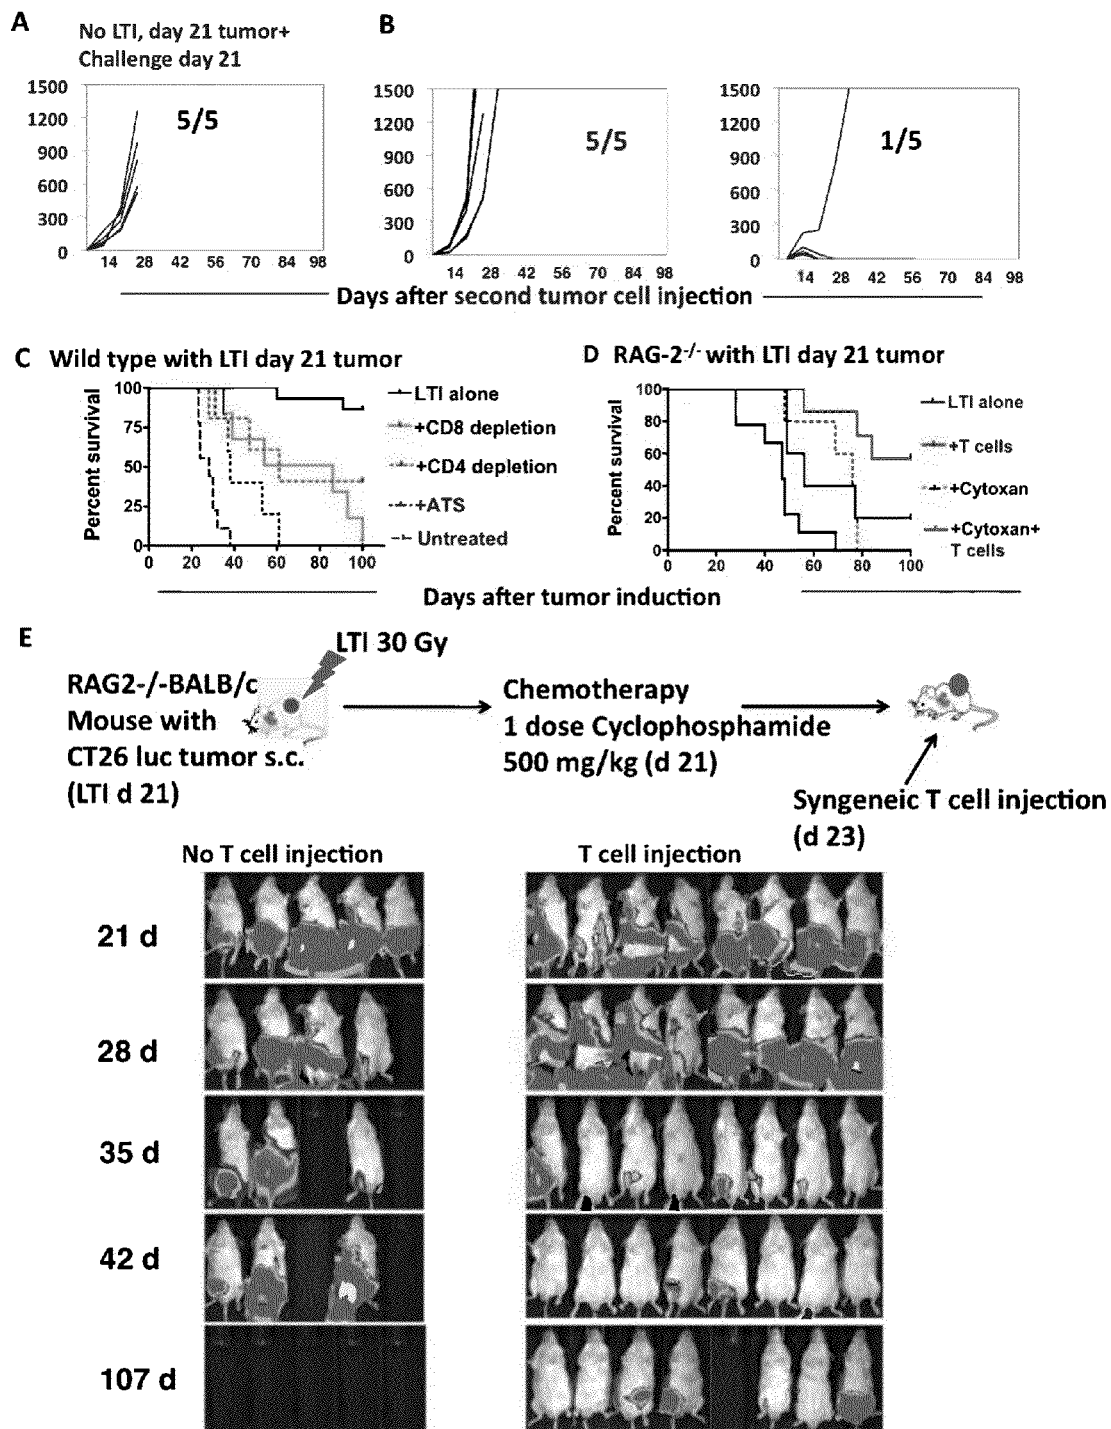 A
No LTI, day 21 tumor+
Challenge day 21
B
1500
1200
900
600
300
0
5/5
14 28 42 56 70 84 98
1500
1200
900
600
300
0
5/5
14 28 42 56 70 84 98
1500
1200
900
600
300
0
1/5
14 28 42 56 70 84 98
Days after second tumor cell injection
C Wild type with LTI day 21 tumor
Percent survival
100
75
50
25
0
0 20 40 60 80 100
LTI alone
+CD8 depletion
+CD4 depletion
+ATS
Untreated
D RAG-2-/- with LTI day 21 tumor
Percent survival
100
80
60
40
20
0
0 20 40 60 80 100
LTI alone
+T cells
+Cytoxan
+Cytoxan+
T cells
Days after tumor induction
E
LTI 30 Gy
RAG2-/-BALB/c
Mouse with
CT26 luc tumor s.c.
(LTI d 21)
Chemotherapy
1 dose Cyclophosphamide
500 mg/kg (d 21)
Syngeneic T cell injection
(d 23)
No T cell injection
T cell injection
21 d
28 d
35 d
42 d
107 d